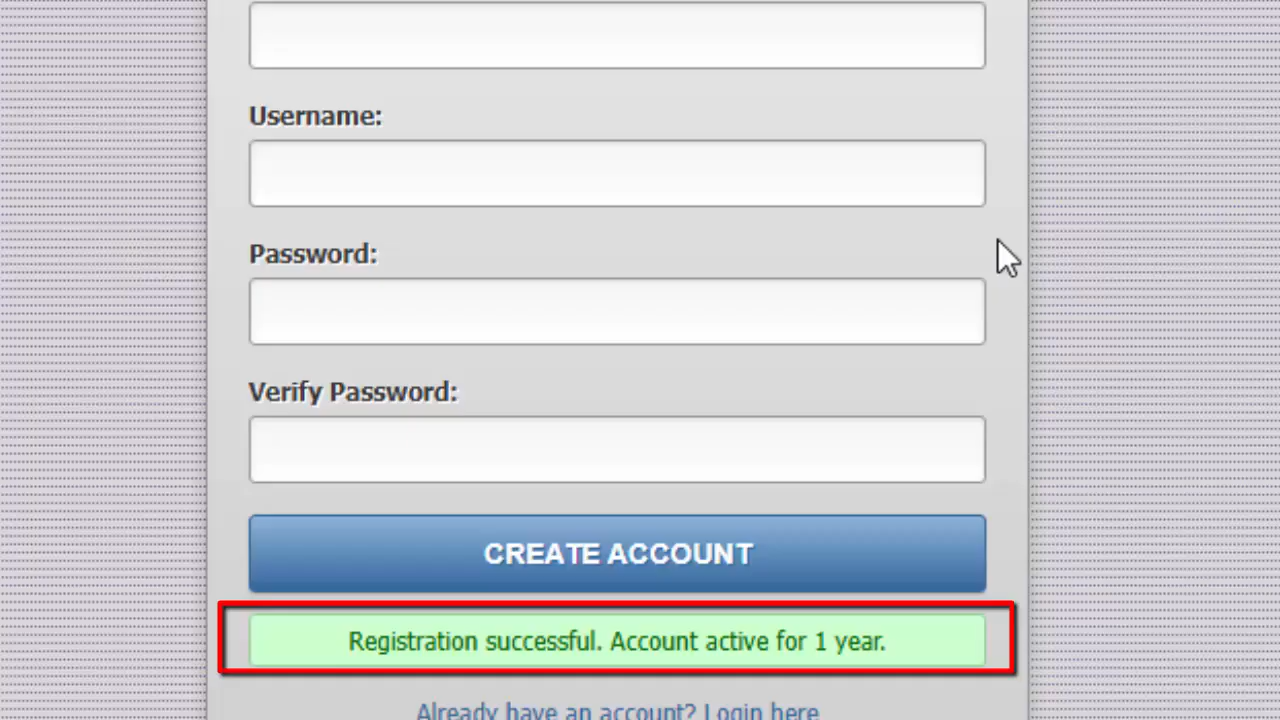 Username:
Password:
Verify Password:
CREATE ACCOUNT
Registration successful. Account active for 1 year.
Already have an account? Login here